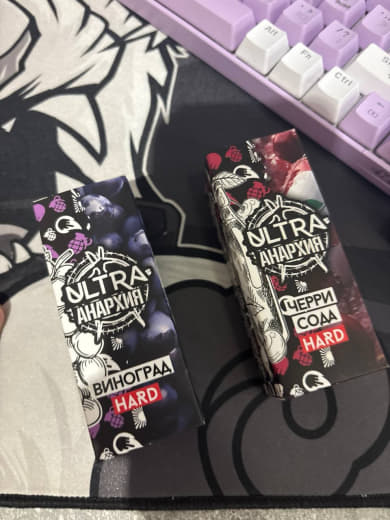 ULTRA
АНАРХИЯ
ВИНОГРАД
HARD
ULTRA
АНАРХИЯ
ЧЕРРИ
СОДА
HARD
Alt
Fn
Ctrl